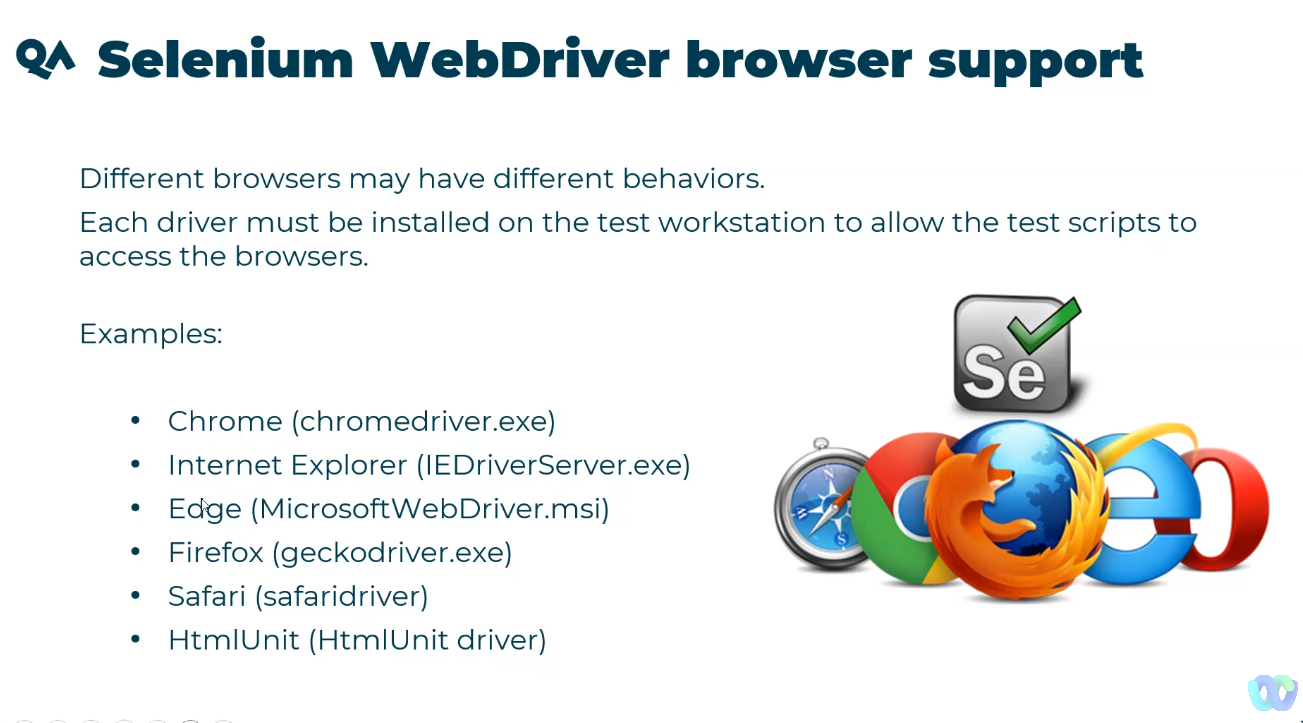 QA Selenium WebDriver browser support
Different browsers may have different behaviors.
Each driver must be installed on the test workstation to allow the test scripts to
access the browsers.
Examples:
• Chrome (chromedriver.exe)
• Internet Explorer (IEDriverServer.exe)
• Edge (MicrosoftWebDriver.msi)
• Firefox (geckodriver.exe)
• Safari (safaridriver)
• HtmlUnit (HtmlUnit driver)
Se
N
W
S